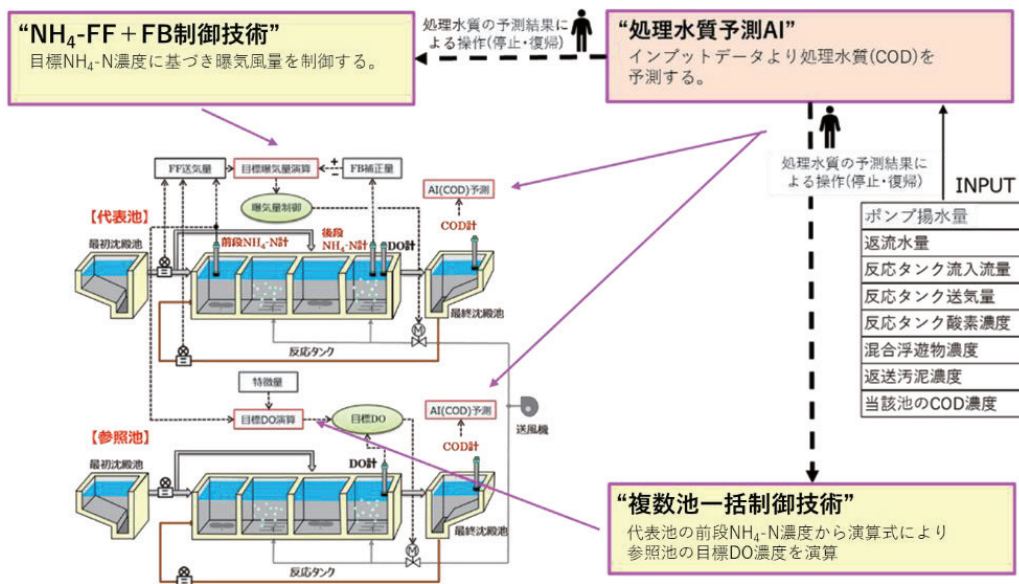 “NH₄-FF＋FB制御技術”
目標NH₄-N濃度に基づき曝気風量を制御する。
処理水質の予測結果に
よる操作(停止・復帰)
“処理水質予測AI”
インプットデータより処理水質(COD)を
予測する。
処理水質の予測結果に
よる操作(停止・復帰)
INPUT
ポンプ揚水量
返流水量
反応タンク流入流量
反応タンク送気量
反応タンク酸素濃度
混合浮遊物濃度
返送汚泥濃度
当該池のCOD濃度
FF送気量
目標曝気量演算
＋
－
FB補正量
曝気量制御
AI(COD)予測
【代表池】
最初沈殿池
前段NH₄-N計
後段
NH₄-N計
DO計
COD計
最終沈殿池
M
反応タンク
特徴量
目標DO演算
目標DO
AI(COD)予測
送風機
【参照池】
最初沈殿池
DO計
COD計
最終沈殿池
M
反応タンク
“複数池一括制御技術”
代表池の前段NH₄-N濃度から演算式により
参照池の目標DO濃度を演算